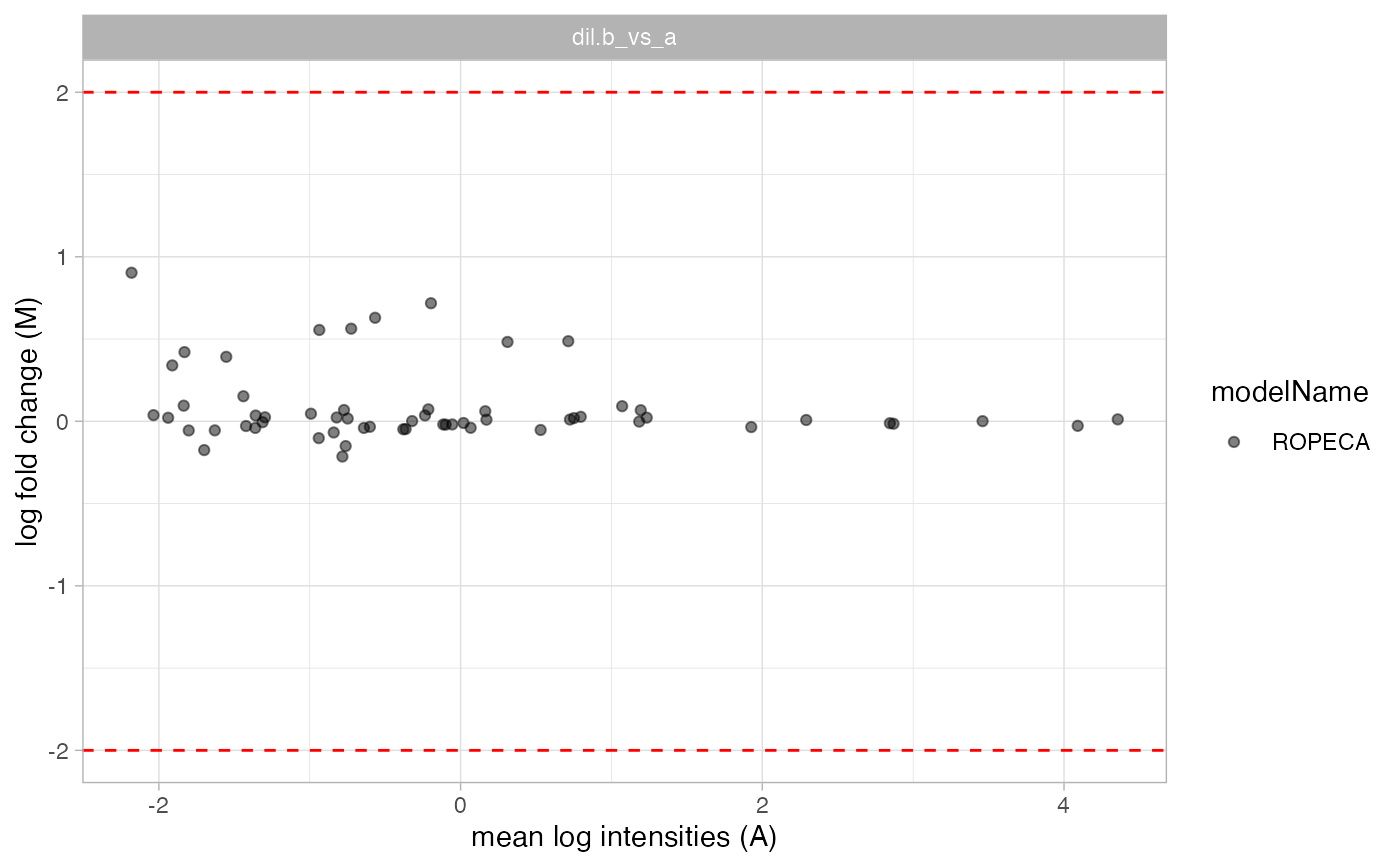 dil.b_vs_a
2
1
0
-1
-2
log fold change (M)
-2
0
2
4
mean log intensities (A)
modelName
ROPECA